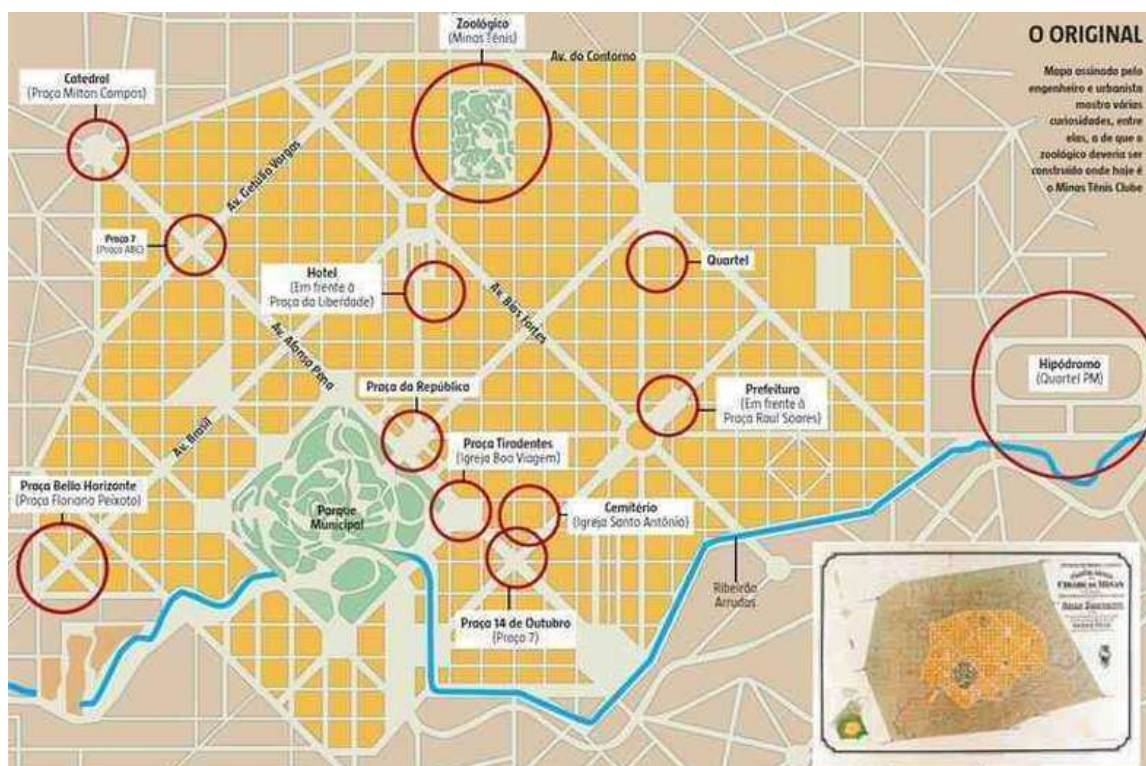 Zoológico
(Minas Tênis)
Av. do Contorno
O ORIGINAL
Mapa assinado pelo
engenheiro e urbanista
mostra várias
curiosidades, entre
elas, a de que o
zoológico deveria ser
construído onde hoje é
o Minas Tênis Clube
Catedral
(Praça Milton Campos)
Av. Getúlio Vargas
Praça 7
(Praça ABC)
Hotel
(Em frente à
Praça da Liberdade)
Quartel
Av. Bias Fortes
Av. Afonso Pena
Hipódromo
(Quartel PM)
Praça da República
Prefeitura
(Em frente à
Praça Raul Soares)
Av. Brasil
Praça Tiradentes
(Igreja Boa Viagem)
Praça Bello Horizonte
(Praça Floriano Peixoto)
Parque
Municipal
Cemitério
(Igreja Santo Antônio)
Ribeirão
Arrudas
Praça 14 de Outubro
(Praça 7)
CIDADE DE MINAS